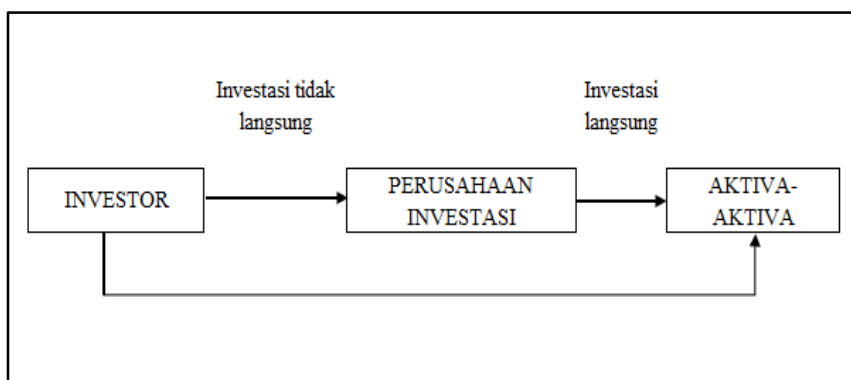 Investasi tidak
langsung
Investasi
langsung
INVESTOR
PERUSAHAAN
INVESTASI
AKTIVA-
AKTIVA